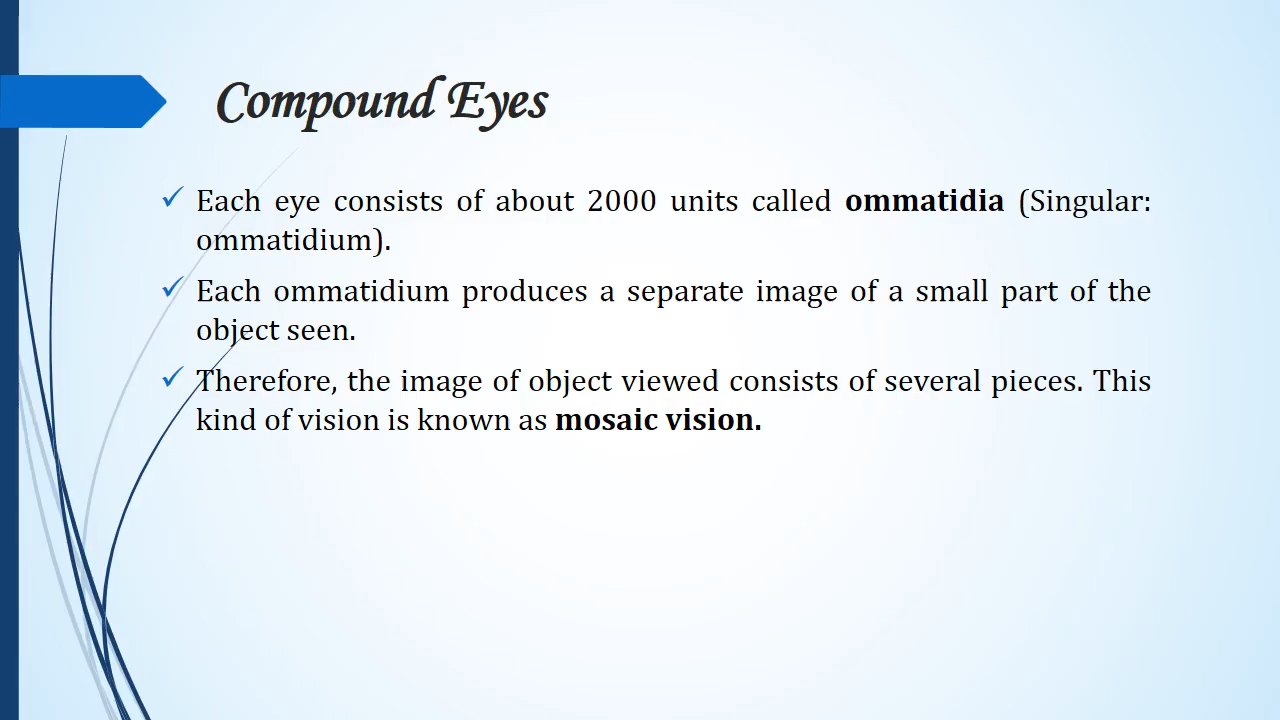 Compound Eyes
Each eye consists of about 2000 units called ommatidia (Singular:
ommatidium).
Each ommatidium produces a separate image of a small part of the
object seen.
Therefore, the image of object viewed consists of several pieces. This
kind of vision is known as mosaic vision.